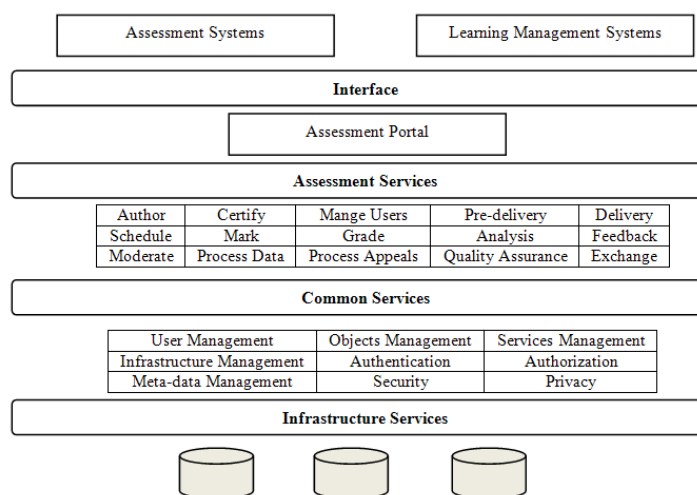 Assessment Systems Learning Management Systems
Interface
Assessment Portal
Assessment Services
Author Certify Mange Users Pre-delivery Delivery
Schedule Mark Grade Analysis Feedback
Moderate Process Data Process Appeals Quality Assurance Exchange
Common Services
User Management Objects Management Services Management
Infrastructure Management Authentication Authorization
Meta-data Management Security Privacy
Infrastructure Services